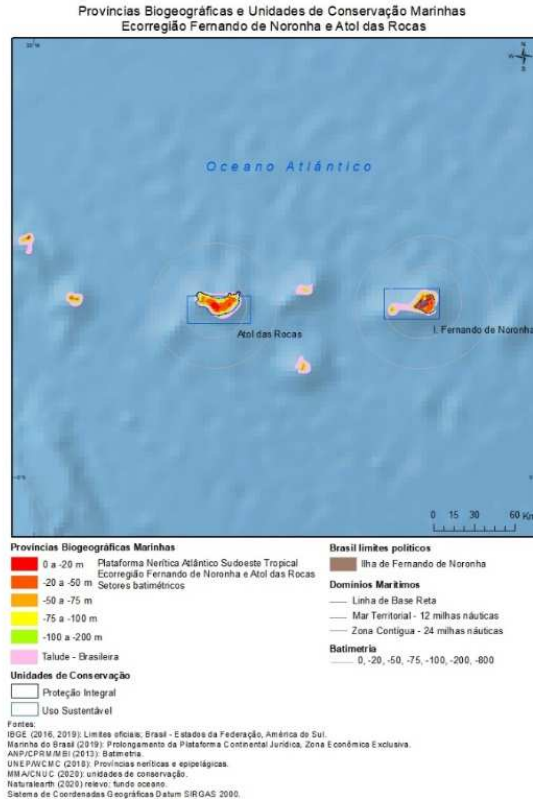 Províncias Biogeográficas e Unidades de Conservação Marinhas
Ecorregião Fernando de Noronha e Atol das Rocas
N
W
S
Oceano Atlântico
Atol das Rocas
I. Fernando de Noronha
0 15 30 60 Km
Províncias Biogeográficas Marinhas
0 a -20 m
-20 a -50 m
-50 a -75 m
-75 a -100 m
-100 a -200 m
Plataforma Nerítica Atlântico Sudoeste Tropical
Ecorregião Fernando de Noronha e Atol das Rocas
Setores batimétricos
Talude - Brasileira
Unidades de Conservação
Proteção Integral
Uso Sustentável
Brasil limites políticos
Ilha de Fernando de Noronha
Domínios Marítimos
Linha de Base Reta
Mar Territorial - 12 milhas náuticas
Zona Contígua - 24 milhas náuticas
Batimetria
0, -20, -50, -75, -100, -200, -800
Fontes:
IBGE (2016, 2019): Limites oficiais; Brasil - Estados da Federação, América do Sul.
Marinha do Brasil (2019): Prolongamento da Plataforma Continental Jurídica, Zona Econômica Exclusiva.
ANP/CPRM/MBI (2013): Batimetria.
UNEP/WCMC (2018): Províncias neríticas e epipelágicas.
MMA/CNUC (2020): unidades de conservação.
Naturalearth (2020) relevo; fundo oceano.
Sistema de Coordenadas Geográficas Datum SIRGAS 2000.